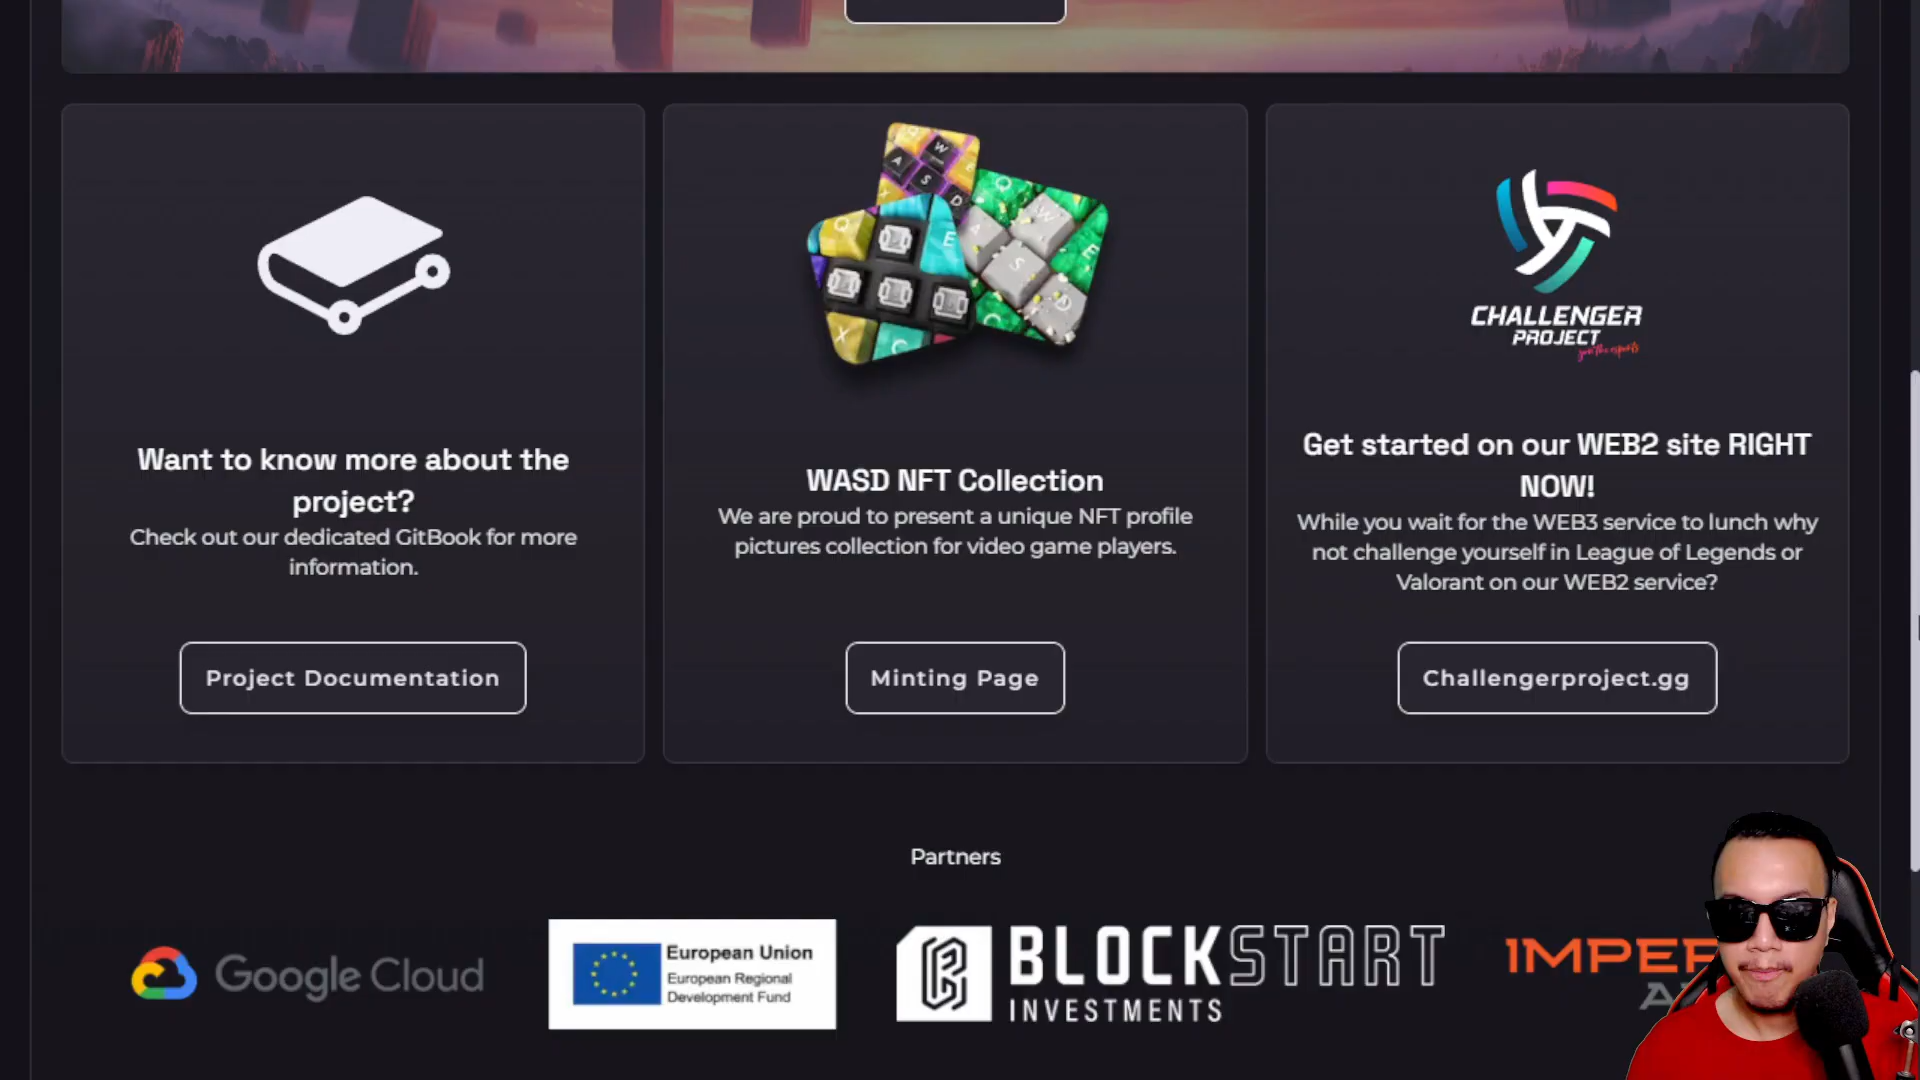 CHALLENGER
PROJECT
join the esports
Want to know more about the
project?
Check out our dedicated GitBook for more
information.
Project Documentation
WASD NFT Collection
We are proud to present a unique NFT profile
pictures collection for video game players.
Minting Page
Get started on our WEB2 site RIGHT
NOW!
While you wait for the WEB3 service to lunch why
not challenge yourself in League of Legends or
Valorant on our WEB2 service?
Challengerproject.gg
Partners
Google Cloud
European Union
European Regional
Development Fund
BLOCKSTART
INVESTMENTS